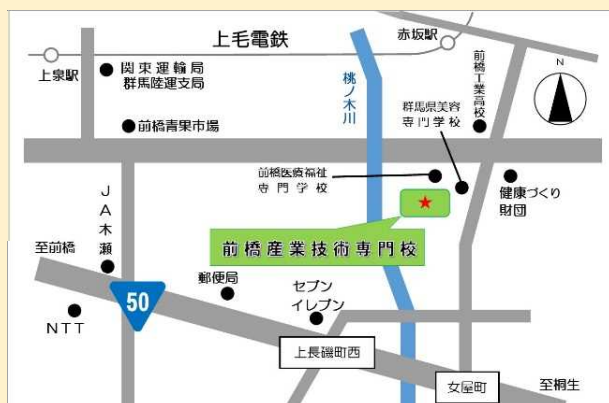 上毛電鉄
赤坂駅
上泉駅
関東運輸局
群馬陸運支局
前橋青果市場
桃ノ木川
前橋工業高校
N
群馬県美容
専門学校
前橋医療福祉
専門学校
健康づくり
財団
JA木瀬
前橋産業技術専門校
至前橋
50
郵便局
セブン
イレブン
NTT
上長磯町西
女屋町
至桐生